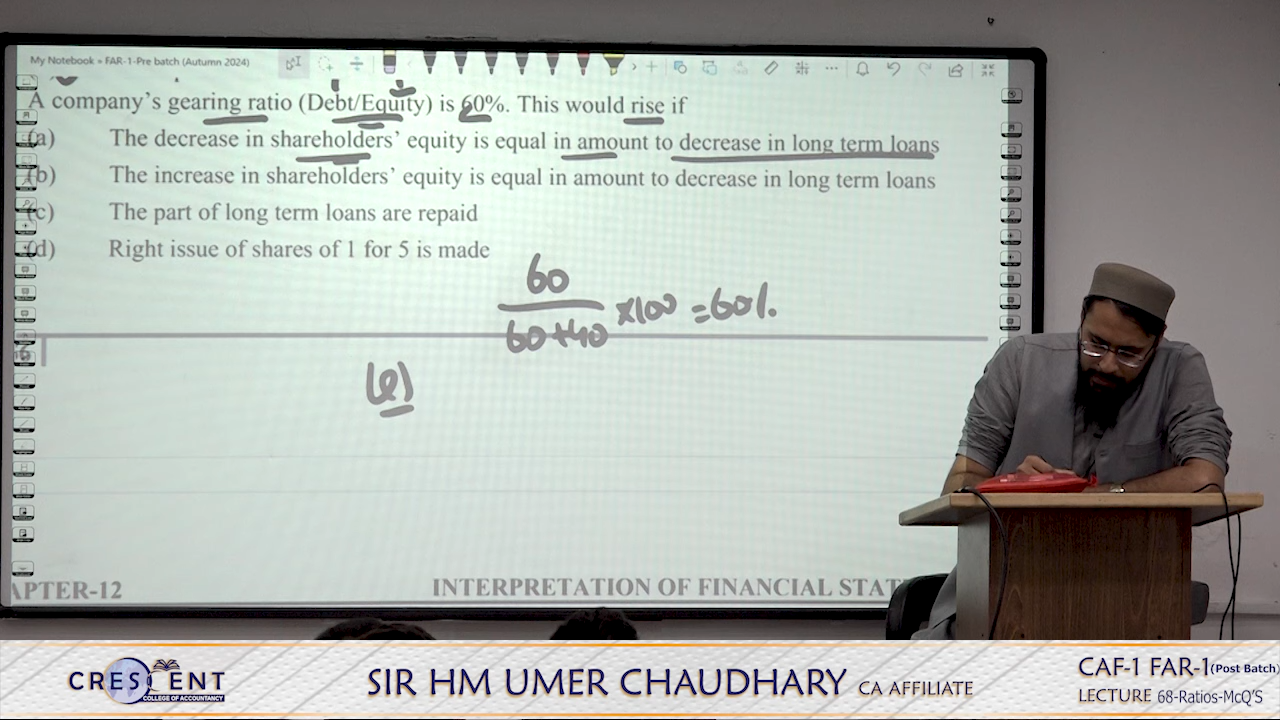 My Notebook » FAR-1-Pre batch (Autumn 2024)
A company's gearing ratio (Debt/Equity) is 60%. This would rise if
(a) The decrease in shareholders' equity is equal in amount to decrease in long term loans
(b) The increase in shareholders' equity is equal in amount to decrease in long term loans
(c) The part of long term loans are repaid
(d) Right issue of shares of 1 for 5 is made
60
60+40
×100 = 60%.
(a)
APTER-12
INTERPRETATION OF FINANCIAL STAT
CRESCENT
COLLEGE OF ACCOUNTANCY
SIR HM UMER CHAUDHARY CA AFFILIATE
CAF-1 FAR-1(Post Batch)
LECTURE 68-Ratios-McQ'S